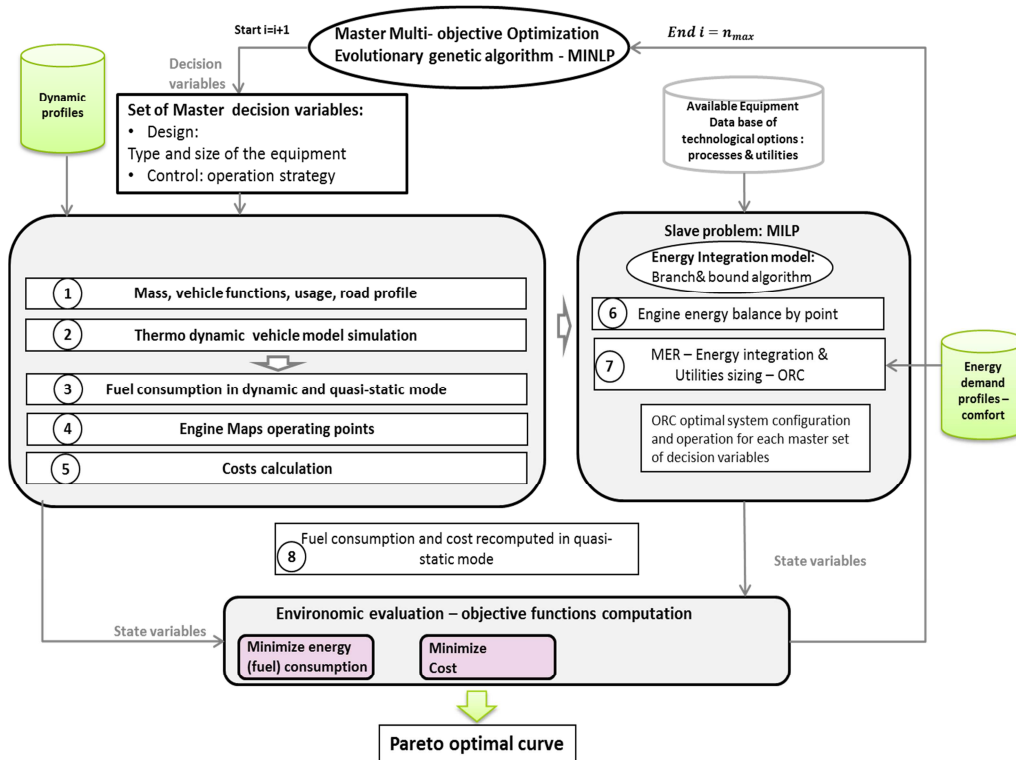 Start i=i+1
Master Multi- objective Optimization
Evolutionary genetic algorithm - MINLP
End i = n_max
Decision
variables
Dynamic
profiles
Set of Master decision variables:
• Design:
Type and size of the equipment
• Control: operation strategy
Available Equipment
Data base of
technological options :
processes & utilities
1 Mass, vehicle functions, usage, road profile
2 Thermo dynamic vehicle model simulation
3 Fuel consumption in dynamic and quasi-static mode
4 Engine Maps operating points
5 Costs calculation
Slave problem: MILP
Energy Integration model:
Branch& bound algorithm
6 Engine energy balance by point
7 MER – Energy integration &
Utilities sizing – ORC
ORC optimal system configuration
and operation for each master set
of decision variables
Energy
demand
profiles –
comfort
8 Fuel consumption and cost recomputed in quasi-
static mode
State variables
State variables
Environomic evaluation – objective functions computation
Minimize energy
(fuel) consumption
Minimize
Cost
Pareto optimal curve